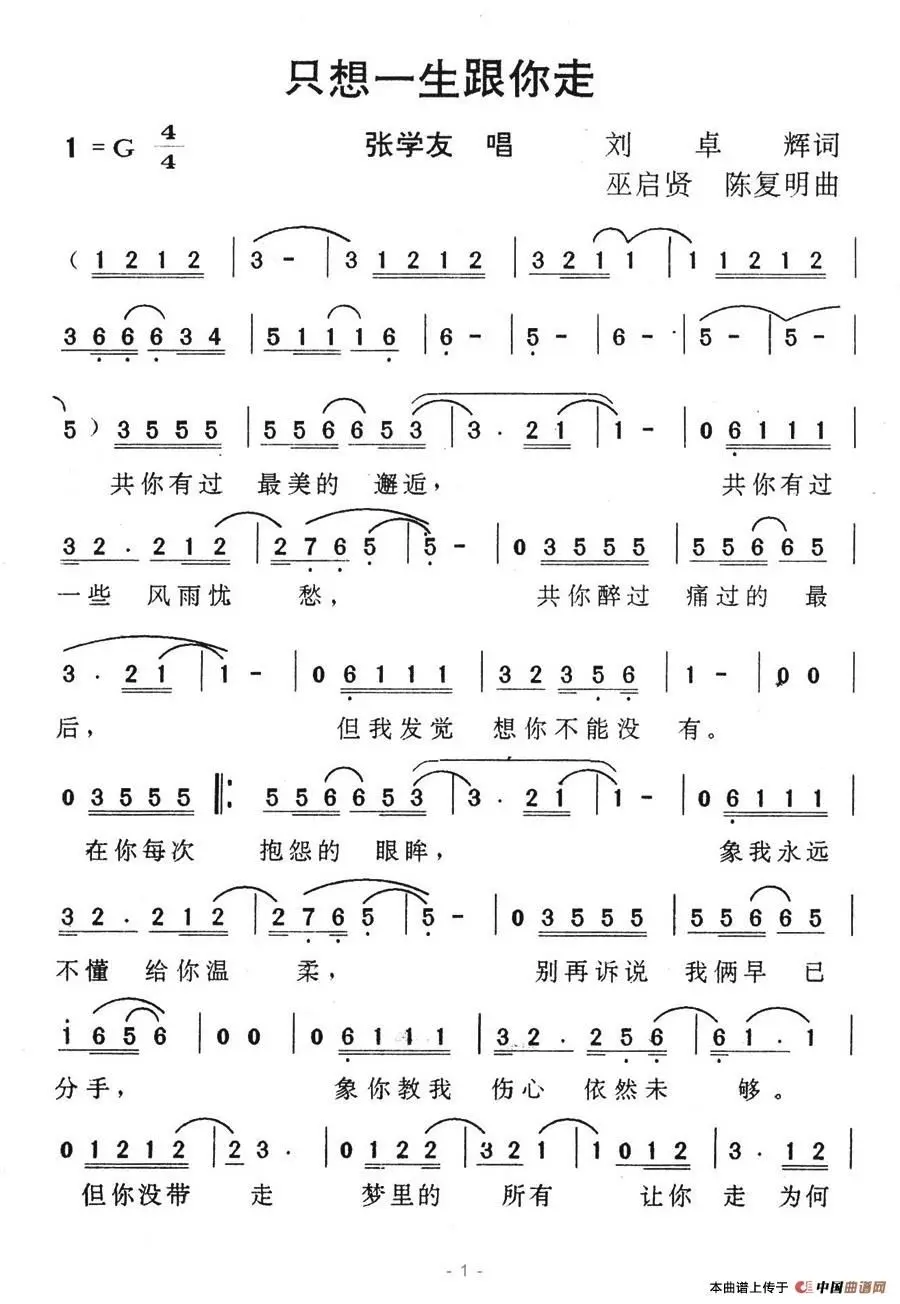 只想一生跟你走
1 = G 4/4 张学友 唱 刘卓辉词
巫启贤 陈复明曲
( 1 2 1 2 | 3 - | 3 1 2 1 2 | 3 2 1 1 | 1 1 2 1 2 |
3 6 6 6 3 4 | 5 1 1 1 6 | 6 - | 5 - | 6 - | 5 - | 5 - |
5 ) 3 5 5 5 | 5 5 6 6 5 3 | 3 · 2 1 | 1 - | 0 6 1 1 1 |
共你有过 最美的 邂逅， 共你有过
3 2 · 2 1 2 | 2 7 6 5 | 5 - | 0 3 5 5 5 | 5 5 6 6 5 |
一些 风雨忧 愁， 共你醉过 痛过的 最
3 · 2 1 | 1 - | 0 6 1 1 1 | 3 2 3 5 6 | 1 - | 0 0 |
后， 但我发觉 想你不能没 有。
0 3 5 5 5 ‖: 5 5 6 6 5 3 | 3 · 2 1 | 1 - | 0 6 1 1 1 |
在你每次 抱怨的 眼眸， 象我永远
3 2 · 2 1 2 | 2 7 6 5 | 5 - | 0 3 5 5 5 | 5 5 6 6 5 |
不懂 给你温 柔， 别再诉说 我俩早 已
i 6 5 6 | 0 0 | 0 6 1 1 1 | 3 2 · 2 5 6 | 6 1 · 1 |
分手， 象你教我 伤心 依然未 够。
0 1 2 1 2 | 2 3 · | 0 1 2 2 | 3 2 1 | 1 0 1 2 | 1 2 1 2 |
但你没带 走 梦里的 所有 让你 走 为何
- 1 -
本曲谱上传于 中国曲谱网